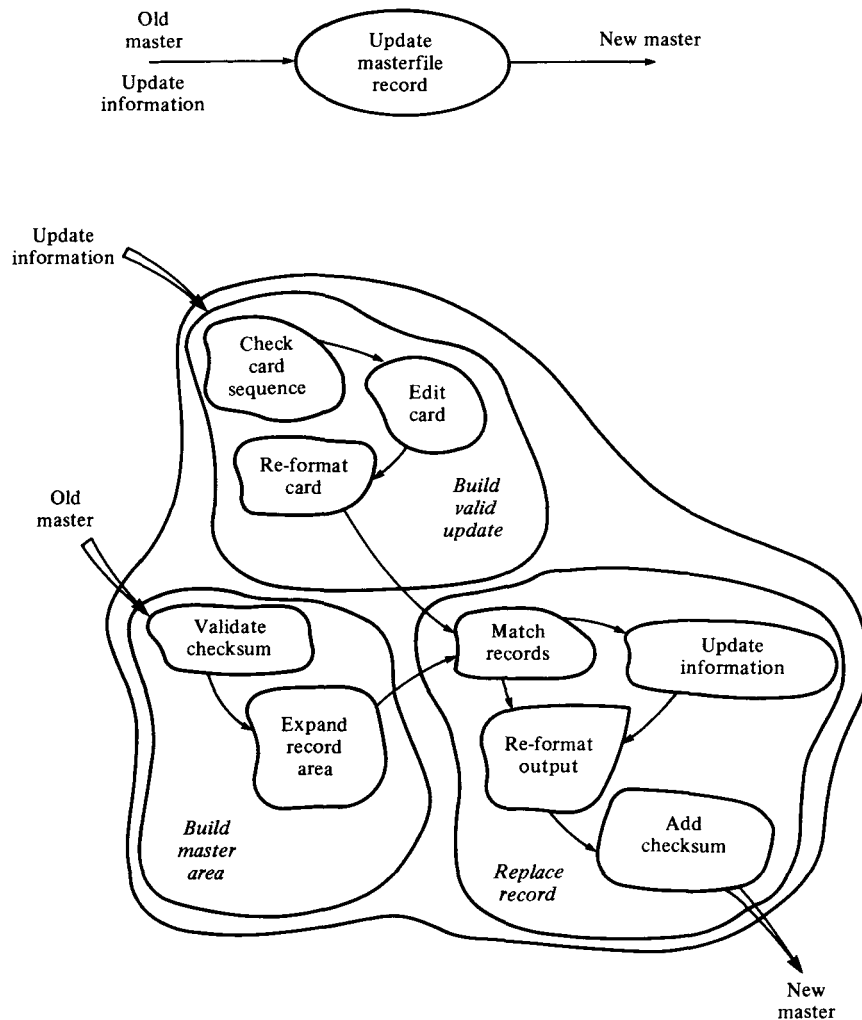 Old
master
Update
information
Update
masterfile
record
New master
Update
information
Check
card
sequence
Edit
card
Re-format
card
Build
valid
update
Old
master
Validate
checksum
Expand
record
area
Build
master
area
Match
records
Update
information
Re-format
output
Add
checksum
Replace
record
New
master